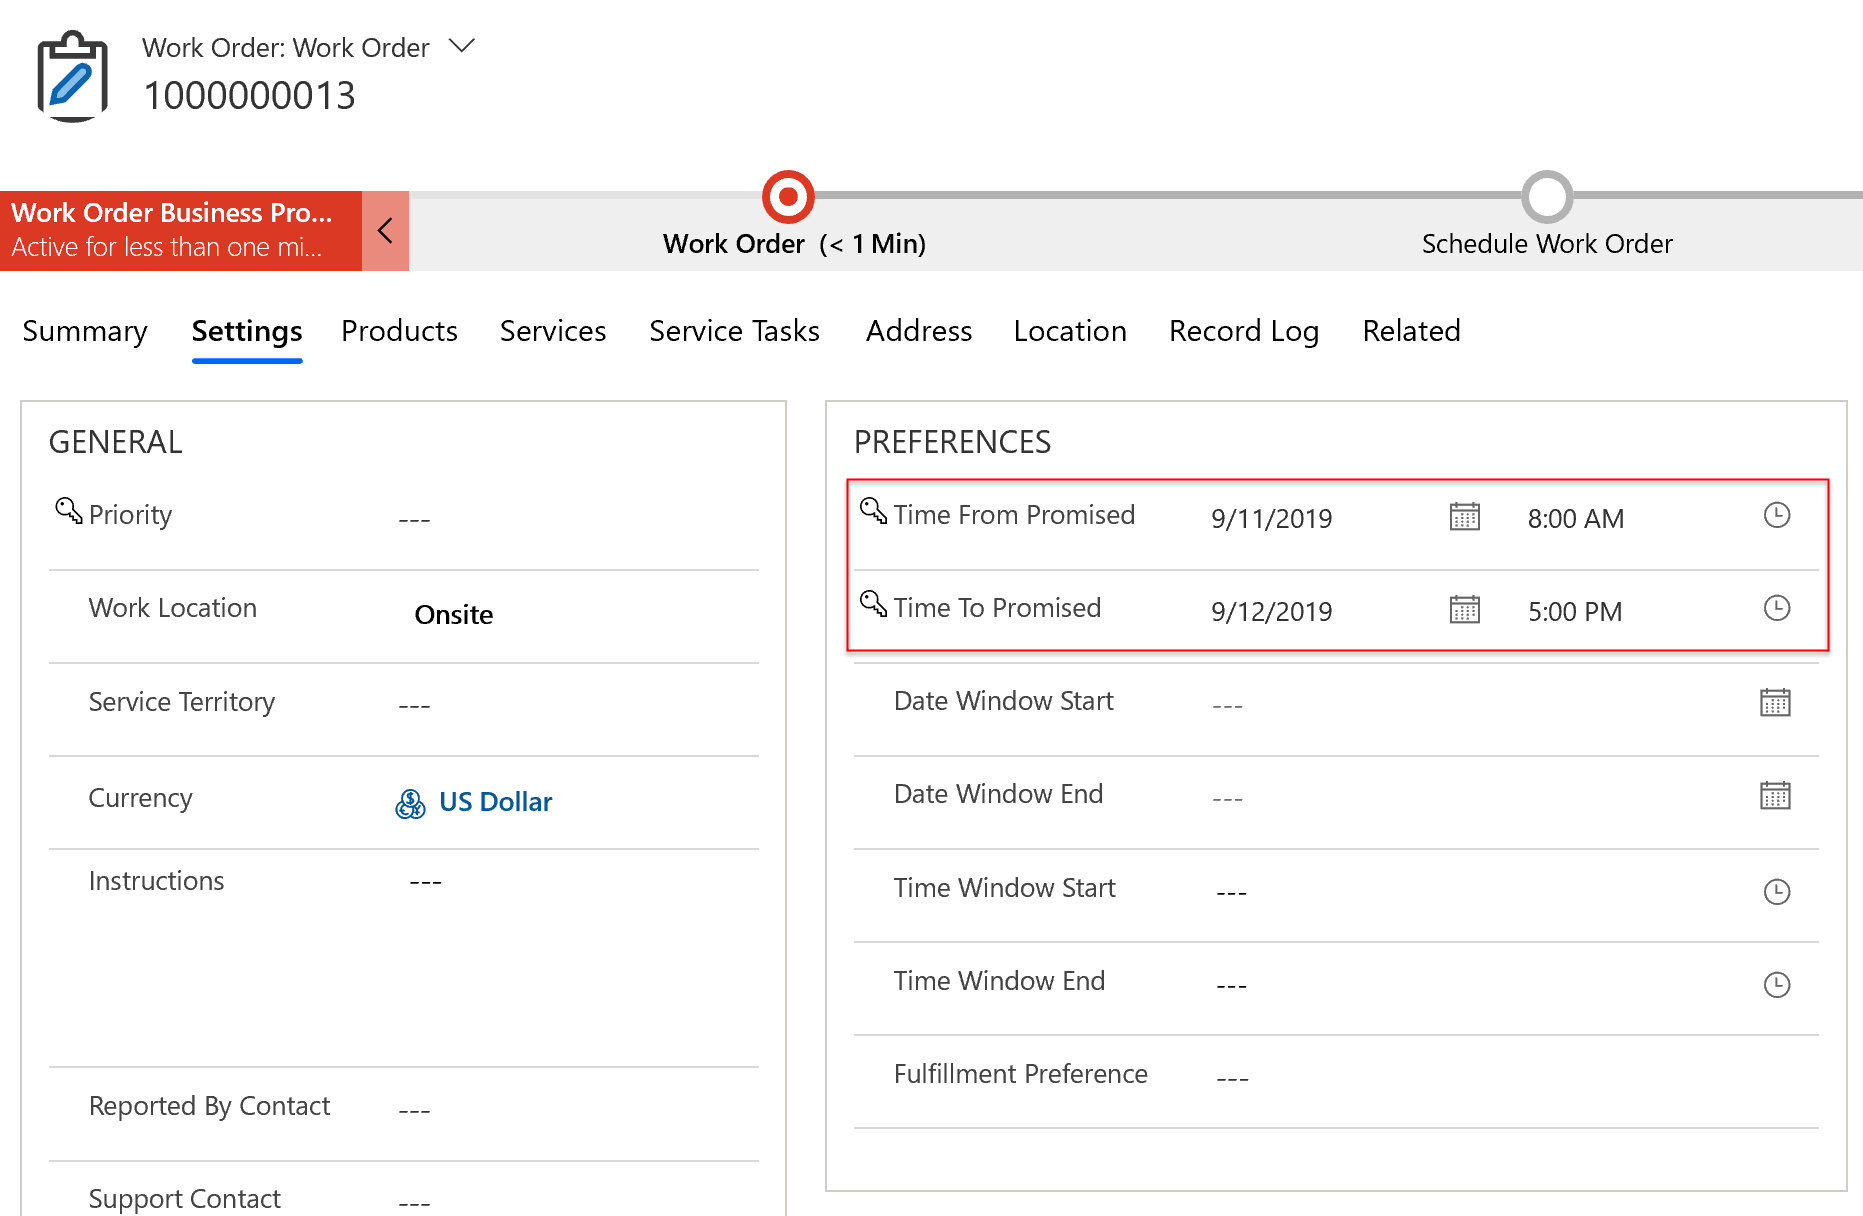 Work Order: Work Order
1000000013
Work Order Business Pro...
Active for less than one mi...
Work Order (< 1 Min)
Schedule Work Order
Summary Settings Products Services Service Tasks Address Location Record Log Related
GENERAL
Priority ---
Work Location Onsite
Service Territory ---
Currency US Dollar
Instructions ---
Reported By Contact ---
Support Contact ---
PREFERENCES
Time From Promised 9/11/2019 8:00 AM
Time To Promised 9/12/2019 5:00 PM
Date Window Start ---
Date Window End ---
Time Window Start ---
Time Window End ---
Fulfillment Preference ---